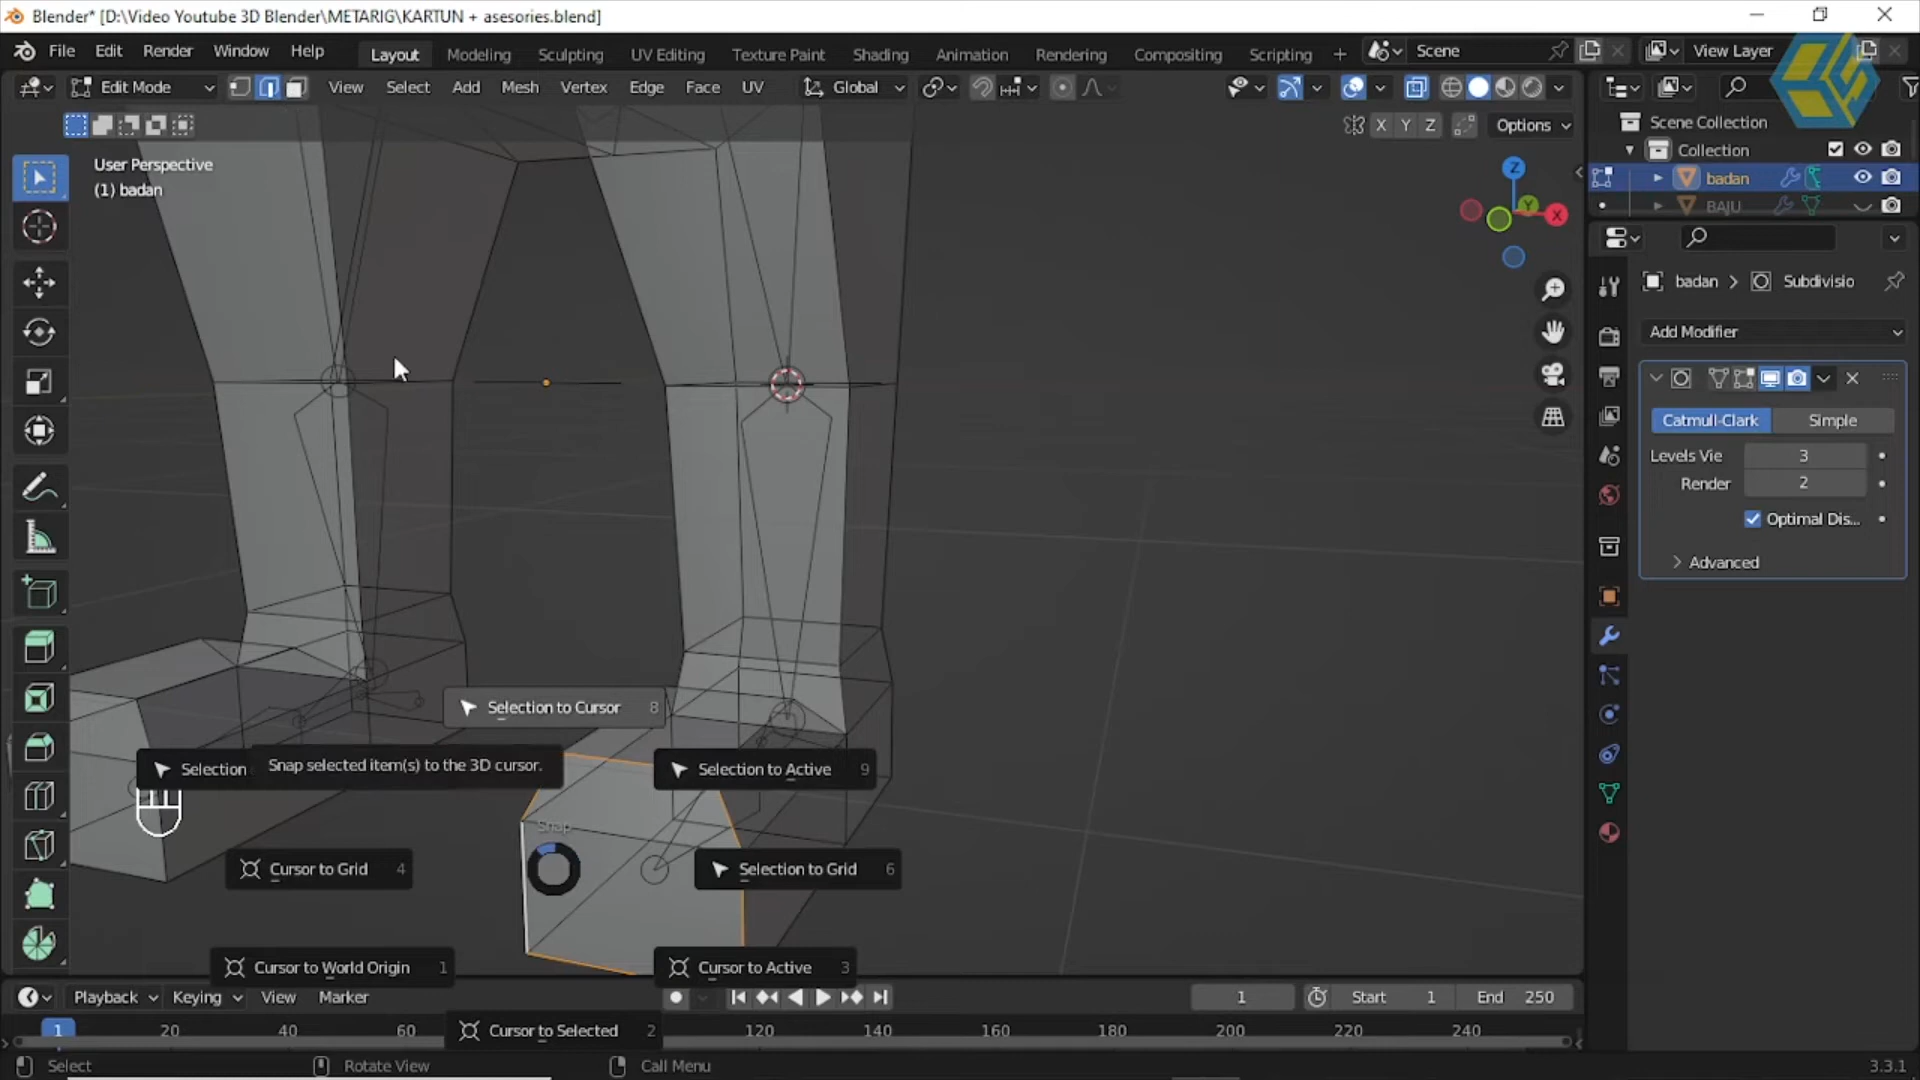 Blender* [D:\Video Youtube 3D Blender\METARIG\KARTUN + asesories.blend]
File Edit Render Window Help
Layout Modeling Sculpting UV Editing Texture Paint Shading Animation Rendering Compositing Scripting +
Scene
View Layer
Edit Mode
View Select Add Mesh Vertex Edge Face UV
Global
X Y Z
Options
User Perspective
(1) badan
Z
Y
X
Scene Collection
Collection
badan
BAJU
badan > Subdivisio
Add Modifier
Catmull-Clark Simple
Levels Vie 3
Render 2
Optimal Dis...
Advanced
Selection to Cursor 8
Selection
Snap selected item(s) to the 3D cursor.
Selection to Active 9
Snap
Cursor to Grid 4
Selection to Grid 6
Cursor to World Origin 1
Cursor to Active 3
Cursor to Selected 2
Playback Keying View Marker
1
Start 1
End 250
1 20 40 60 120 140 160 180 200 220 240
Select
Rotate View
Call Menu
3.3.1